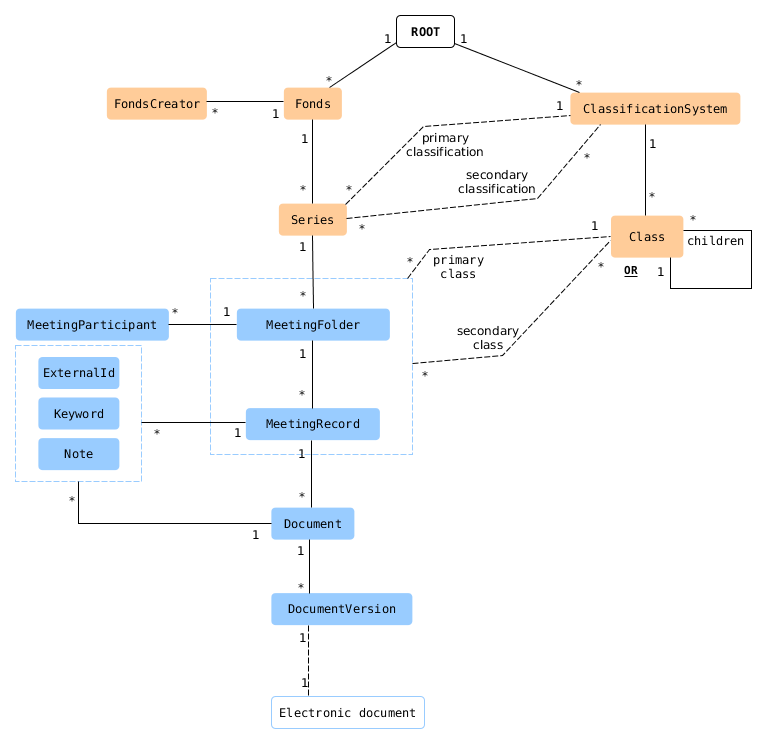 ROOT
1
1
*
*
FondsCreator
Fonds
ClassificationSystem
*
1
1
1
primary
classification
*
1
secondary
classification
*
*
*
Series
*
*
1
Class
*
children
1
*
primary
class
*
OR
1
*
MeetingParticipant
*
1
MeetingFolder
secondary
class
1
*
ExternalId
Keyword
Note
*
1
*
MeetingRecord
1
*
*
Document
1
1
*
DocumentVersion
1
1
Electronic document